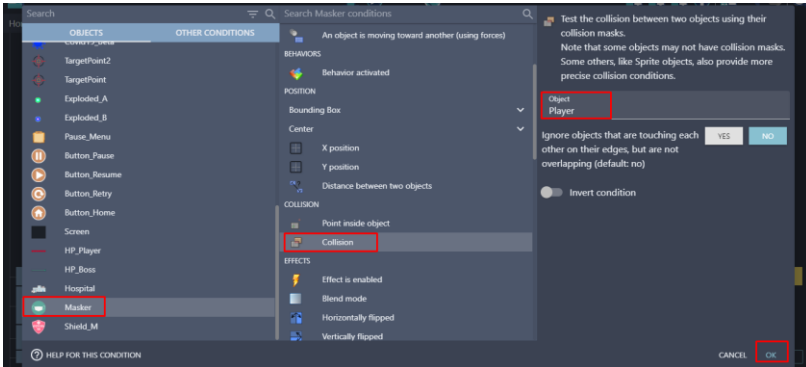 Search
OBJECTS
OTHER CONDITIONS
Covid19_Beta
TargetPoint2
TargetPoint
Exploded_A
Exploded_B
Pause_Menu
Button_Pause
Button_Resume
Button_Retry
Button_Home
Screen
HP_Player
HP_Boss
Hospital
Masker
Shield_M
HELP FOR THIS CONDITION
Search Masker conditions
An object is moving toward another (using forces)
BEHAVIORS
Behavior activated
POSITION
Bounding Box
Center
X position
Y position
Distance between two objects
COLLISION
Point inside object
Collision
EFFECTS
Effect is enabled
Blend mode
Horizontally flipped
Vertically flipped
Test the collision between two objects using their
collision masks.
Note that some objects may not have collision masks.
Some others, like Sprite objects, also provide more
precise collision conditions.
Object
Player
Ignore objects that are touching each
other on their edges, but are not
overlapping (default: no)
YES
NO
Invert condition
CANCEL
OK